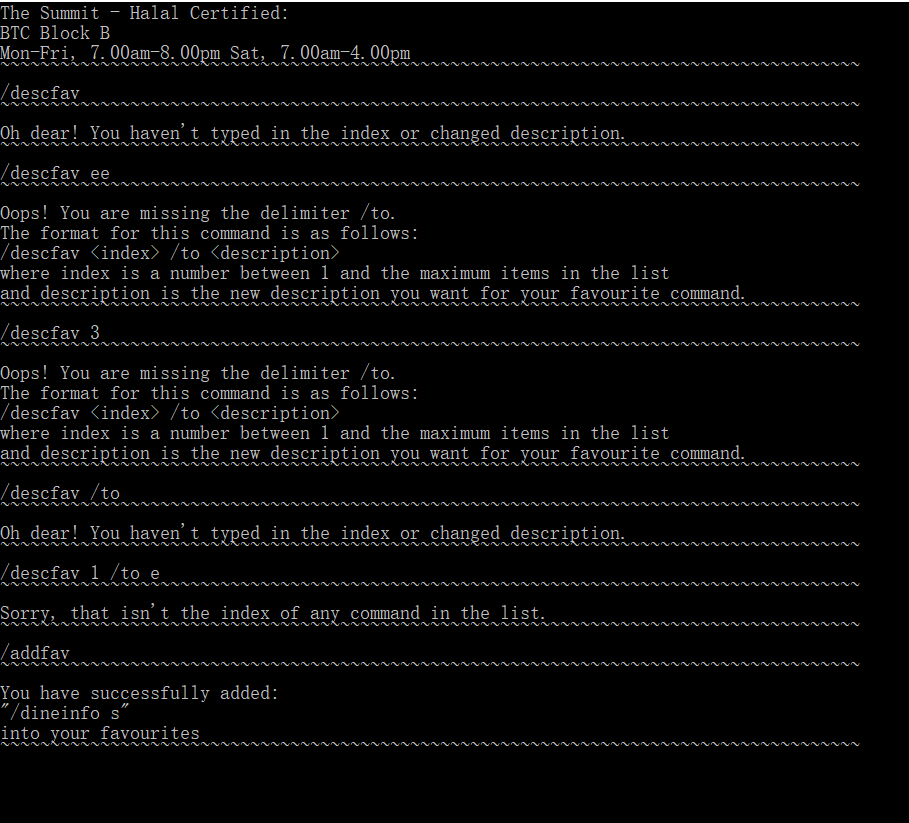 The Summit - Halal Certified:
BTC Block B
Mon-Fri, 7.00am-8.00pm Sat, 7.00am-4.00pm
~~~~~~~~~~~~~~~~~~~~~~~~~~~~~~~~~~~~~~~~~~~~~~~~~~~~~~~~~~~~~~~~~~~~~~~~~~~~~~~~~~~~~~
/descfav
~~~~~~~~~~~~~~~~~~~~~~~~~~~~~~~~~~~~~~~~~~~~~~~~~~~~~~~~~~~~~~~~~~~~~~~~~~~~~~~~~~~~~~
Oh dear! You haven't typed in the index or changed description.
~~~~~~~~~~~~~~~~~~~~~~~~~~~~~~~~~~~~~~~~~~~~~~~~~~~~~~~~~~~~~~~~~~~~~~~~~~~~~~~~~~~~~~
/descfav ee
~~~~~~~~~~~~~~~~~~~~~~~~~~~~~~~~~~~~~~~~~~~~~~~~~~~~~~~~~~~~~~~~~~~~~~~~~~~~~~~~~~~~~~
Oops! You are missing the delimiter /to.
The format for this command is as follows:
/descfav <index> /to <description>
where index is a number between 1 and the maximum items in the list
and description is the new description you want for your favourite command.
~~~~~~~~~~~~~~~~~~~~~~~~~~~~~~~~~~~~~~~~~~~~~~~~~~~~~~~~~~~~~~~~~~~~~~~~~~~~~~~~~~~~~~
/descfav 3
~~~~~~~~~~~~~~~~~~~~~~~~~~~~~~~~~~~~~~~~~~~~~~~~~~~~~~~~~~~~~~~~~~~~~~~~~~~~~~~~~~~~~~
Oops! You are missing the delimiter /to.
The format for this command is as follows:
/descfav <index> /to <description>
where index is a number between 1 and the maximum items in the list
and description is the new description you want for your favourite command.
~~~~~~~~~~~~~~~~~~~~~~~~~~~~~~~~~~~~~~~~~~~~~~~~~~~~~~~~~~~~~~~~~~~~~~~~~~~~~~~~~~~~~~
/descfav /to
~~~~~~~~~~~~~~~~~~~~~~~~~~~~~~~~~~~~~~~~~~~~~~~~~~~~~~~~~~~~~~~~~~~~~~~~~~~~~~~~~~~~~~
Oh dear! You haven't typed in the index or changed description.
~~~~~~~~~~~~~~~~~~~~~~~~~~~~~~~~~~~~~~~~~~~~~~~~~~~~~~~~~~~~~~~~~~~~~~~~~~~~~~~~~~~~~~
/descfav 1 /to e
~~~~~~~~~~~~~~~~~~~~~~~~~~~~~~~~~~~~~~~~~~~~~~~~~~~~~~~~~~~~~~~~~~~~~~~~~~~~~~~~~~~~~~
Sorry, that isn't the index of any command in the list.
~~~~~~~~~~~~~~~~~~~~~~~~~~~~~~~~~~~~~~~~~~~~~~~~~~~~~~~~~~~~~~~~~~~~~~~~~~~~~~~~~~~~~~
/addfav
~~~~~~~~~~~~~~~~~~~~~~~~~~~~~~~~~~~~~~~~~~~~~~~~~~~~~~~~~~~~~~~~~~~~~~~~~~~~~~~~~~~~~~
You have successfully added:
"/dineinfo s"
into your favourites
~~~~~~~~~~~~~~~~~~~~~~~~~~~~~~~~~~~~~~~~~~~~~~~~~~~~~~~~~~~~~~~~~~~~~~~~~~~~~~~~~~~~~~